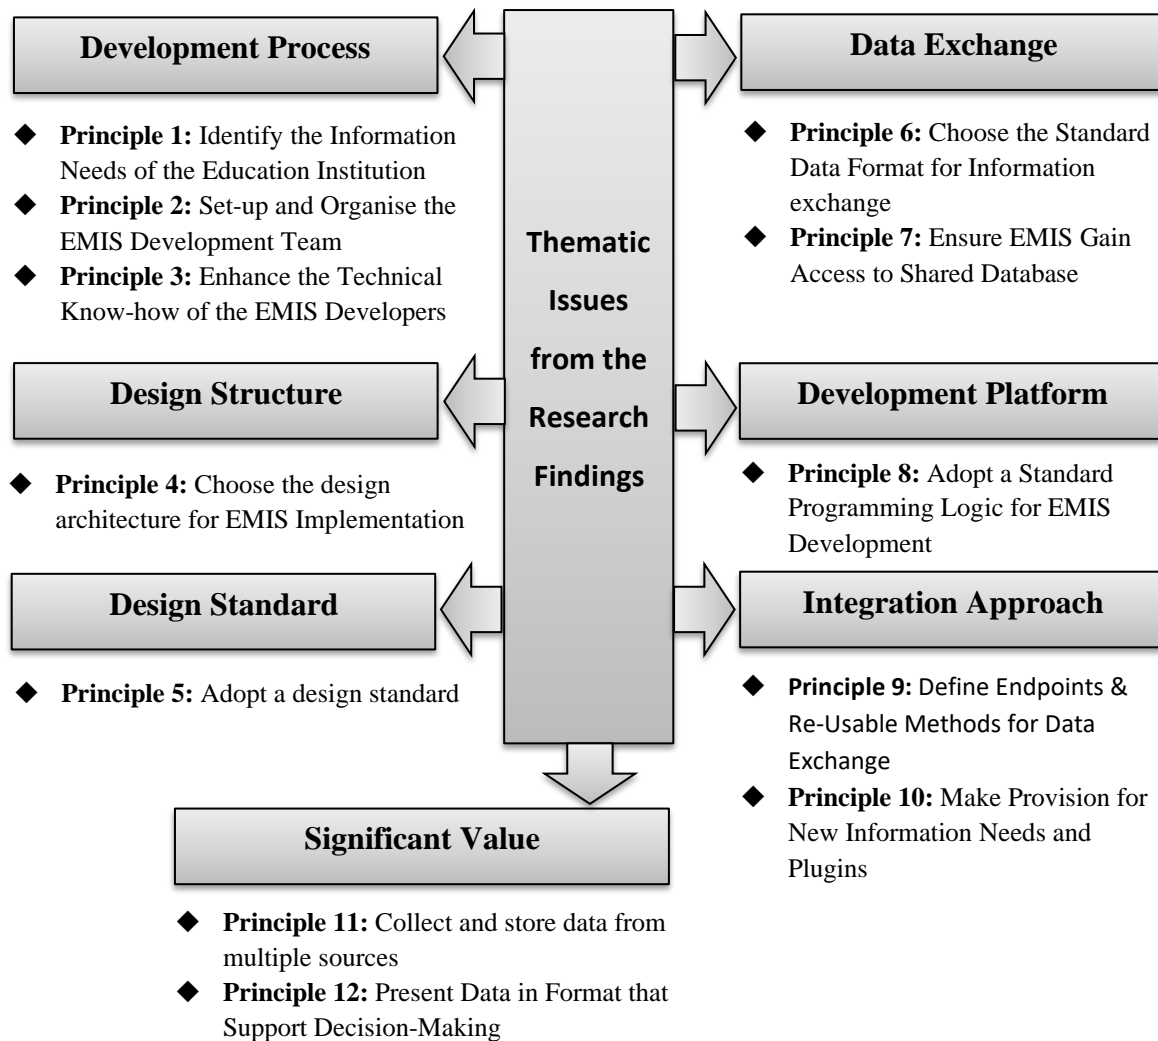 Development Process
◆ Principle 1: Identify the Information
Needs of the Education Institution
◆ Principle 2: Set-up and Organise the
EMIS Development Team
◆ Principle 3: Enhance the Technical
Know-how of the EMIS Developers
Design Structure
◆ Principle 4: Choose the design
architecture for EMIS Implementation
Design Standard
◆ Principle 5: Adopt a design standard
Thematic
Issues
from the
Research
Findings
Data Exchange
◆ Principle 6: Choose the Standard
Data Format for Information
exchange
◆ Principle 7: Ensure EMIS Gain
Access to Shared Database
Development Platform
◆ Principle 8: Adopt a Standard
Programming Logic for EMIS
Development
Integration Approach
◆ Principle 9: Define Endpoints &
Re-Usable Methods for Data
Exchange
◆ Principle 10: Make Provision for
New Information Needs and
Plugins
Significant Value
◆ Principle 11: Collect and store data from
multiple sources
◆ Principle 12: Present Data in Format that
Support Decision-Making